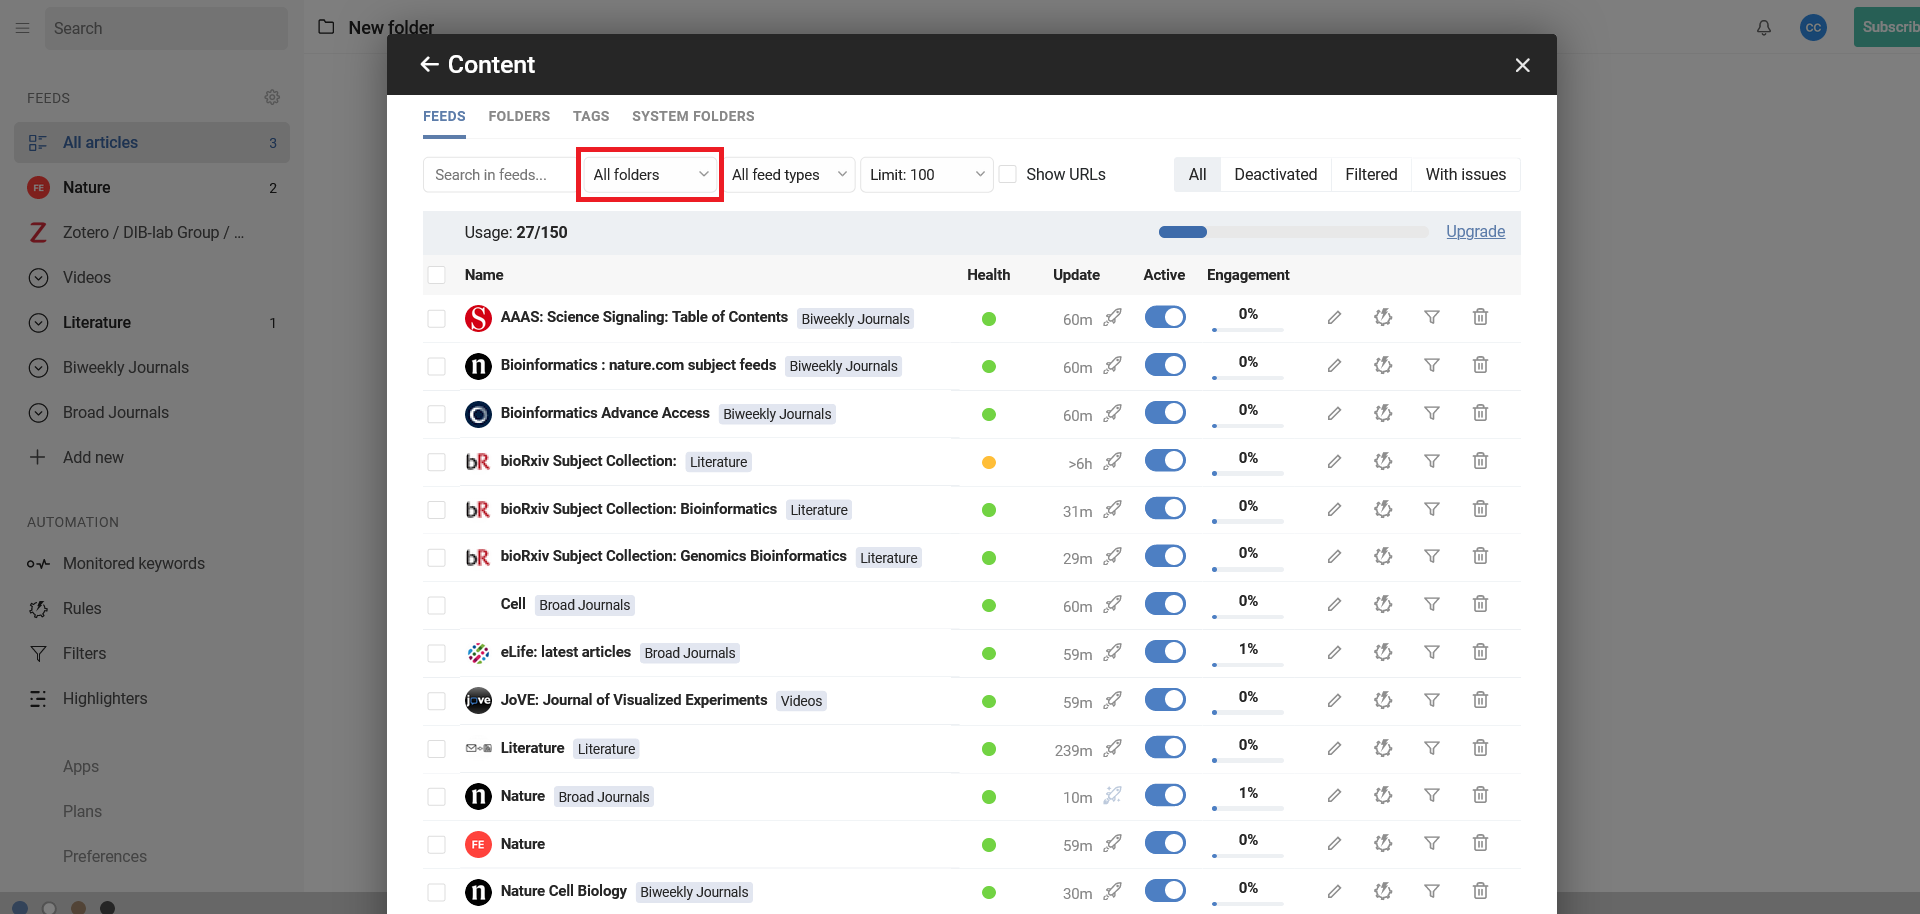 Search
New folder
CC
Subscrib
Content
FEEDS
All articles 3
FE Nature 2
Zotero / DIB-lab Group / ...
Videos
Literature 1
Biweekly Journals
Broad Journals
Add new
AUTOMATION
Monitored keywords
Rules
Filters
Highlighters
Apps
Plans
Preferences
FEEDS FOLDERS TAGS SYSTEM FOLDERS
Search in feeds... All folders All feed types Limit: 100 Show URLs All Deactivated Filtered With issues
Usage: 27/150 Upgrade
Name Health Update Active Engagement
AAAS: Science Signaling: Table of Contents Biweekly Journals 60m 0%
Bioinformatics : nature.com subject feeds Biweekly Journals 60m 0%
Bioinformatics Advance Access Biweekly Journals 60m 0%
bR bioRxiv Subject Collection: Literature >6h 0%
bR bioRxiv Subject Collection: Bioinformatics Literature 31m 0%
bR bioRxiv Subject Collection: Genomics Bioinformatics Literature 29m 0%
Cell Broad Journals 60m 0%
eLife: latest articles Broad Journals 59m 1%
jove JoVE: Journal of Visualized Experiments Videos 59m 0%
Literature Literature 239m 0%
n Nature Broad Journals 10m 1%
FE Nature 59m 0%
n Nature Cell Biology Biweekly Journals 30m 0%